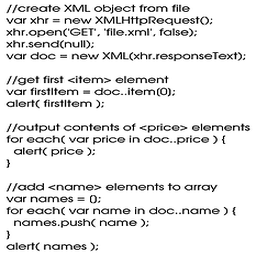 //create XML object from file
var xhr = new XMLHttpRequest();
xhr.open('GET', 'file.xml', false);
xhr.send(null);
var doc = new XML(xhr.responseText);

//get first <item> element
var firstItem = doc..item[0];
alert( firstItem );

//output contents of <price> elements
for each( var price in doc..price ) {
  alert( price );
}

//add <name> elements to array
var names = [];
for each( var name in doc..name ) {
  names.push( name );
}
alert( names );